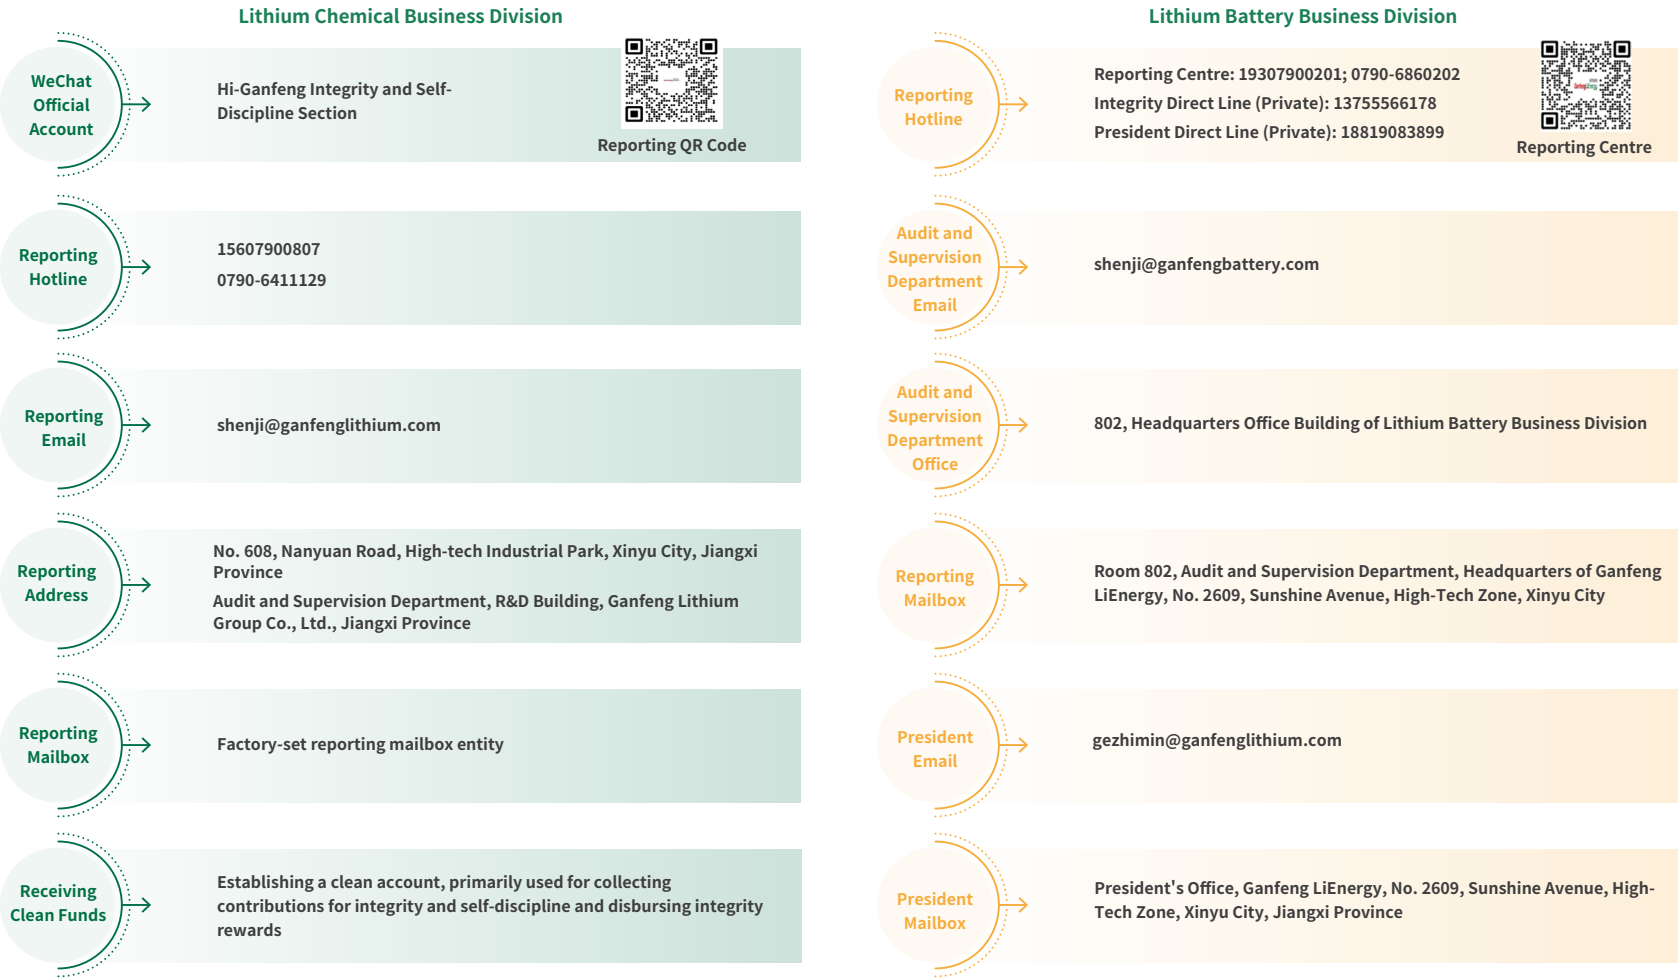 Lithium Chemical Business Division
WeChat
Official
Account
Hi-Ganfeng Integrity and Self-
Discipline Section
Reporting QR Code
Reporting
Hotline
15607900807
0790-6411129
Reporting
Email
shenji@ganfenglithium.com
Reporting
Address
No. 608, Nanyuan Road, High-tech Industrial Park, Xinyu City, Jiangxi
Province
Audit and Supervision Department, R&D Building, Ganfeng Lithium
Group Co., Ltd., Jiangxi Province
Reporting
Mailbox
Factory-set reporting mailbox entity
Receiving
Clean Funds
Establishing a clean account, primarily used for collecting
contributions for integrity and self-discipline and disbursing integrity
rewards
Lithium Battery Business Division
Reporting
Hotline
Reporting Centre: 19307900201; 0790-6860202
Integrity Direct Line (Private): 13755566178
President Direct Line (Private): 18819083899
Reporting Centre
Audit and
Supervision
Department
Email
shenji@ganfengbattery.com
Audit and
Supervision
Department
Office
802, Headquarters Office Building of Lithium Battery Business Division
Reporting
Mailbox
Room 802, Audit and Supervision Department, Headquarters of Ganfeng
LiEnergy, No. 2609, Sunshine Avenue, High-Tech Zone, Xinyu City
President
Email
gezhimin@ganfenglithium.com
President
Mailbox
President's Office, Ganfeng LiEnergy, No. 2609, Sunshine Avenue, High-
Tech Zone, Xinyu City, Jiangxi Province